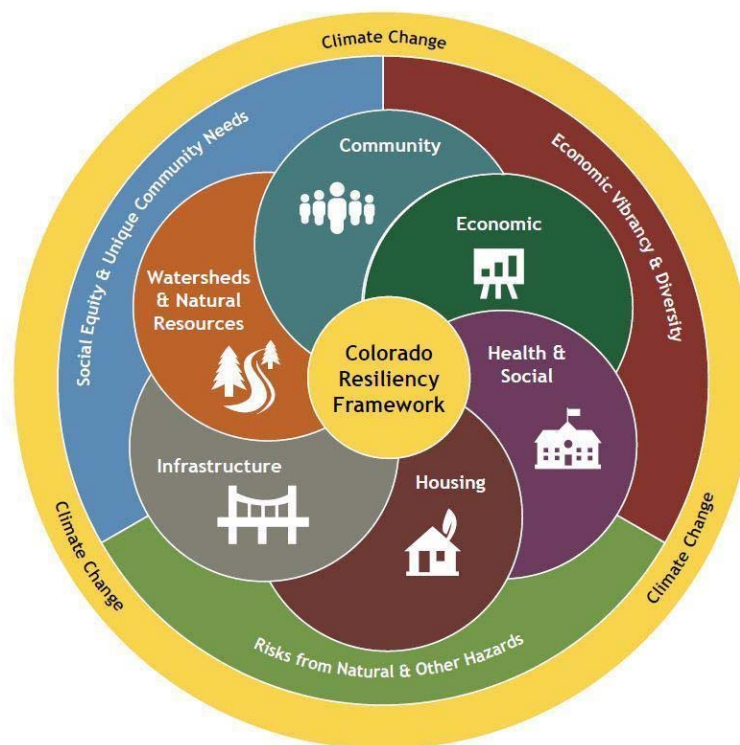 Climate Change
Social Equity & Unique Community Needs
Economic Vibrancy & Diversity
Community
Economic
Watersheds
& Natural
Resources
Colorado
Resiliency
Framework
Health &
Social
Infrastructure
Housing
Climate Change
Climate Change
Risks from Natural & Other Hazards